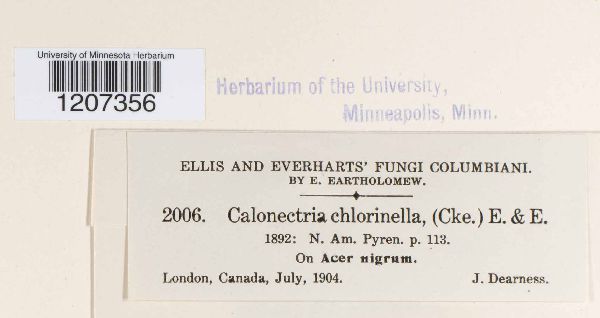 University of Minnesota Herbarium
1207356
Herbarium of the University,
Minneapolis, Minn.
ELLIS AND EVERHARTS' FUNGI COLUMBIANI.
BY E. EARTHOLOMEW.
2006. Calonectria chlorinella, (Cke.) E. & E.
1892: N. Am. Pyren. p. 113.
On Acer nigrum.
London, Canada, July, 1904. J. Dearness.